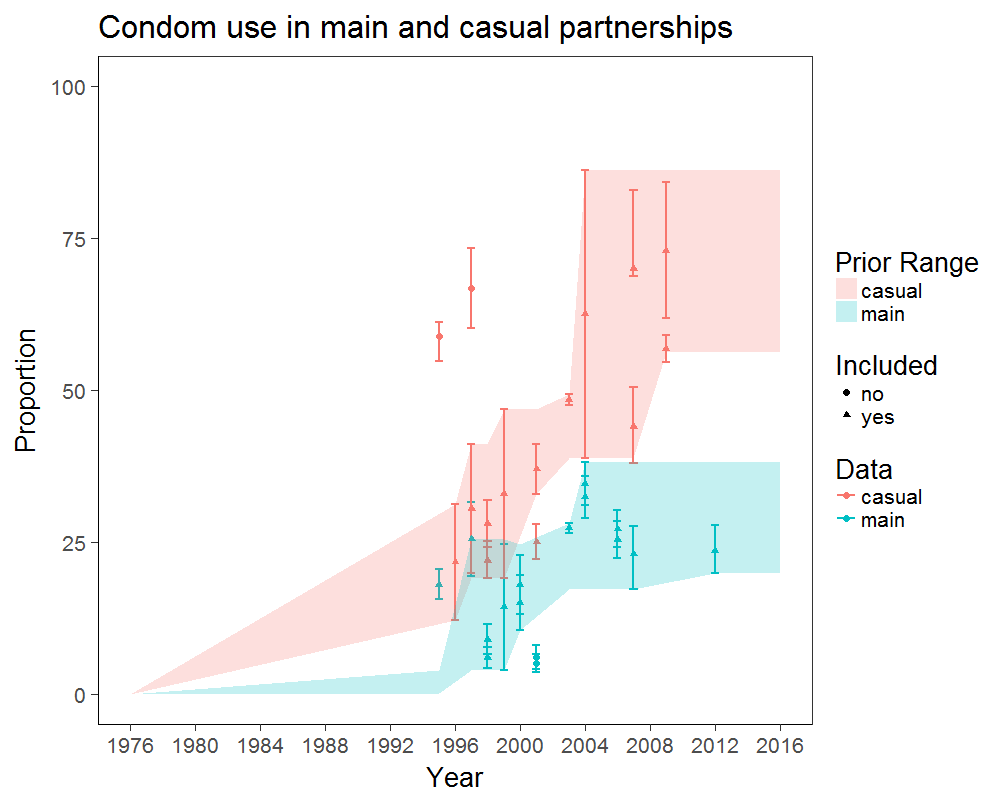 Condom use in main and casual partnerships
Proportion
100
75
50
25
0
1976 1980 1984 1988 1992 1996 2000 2004 2008 2012 2016
Year
Prior Range
casual
main
Included
no
yes
Data
casual
main